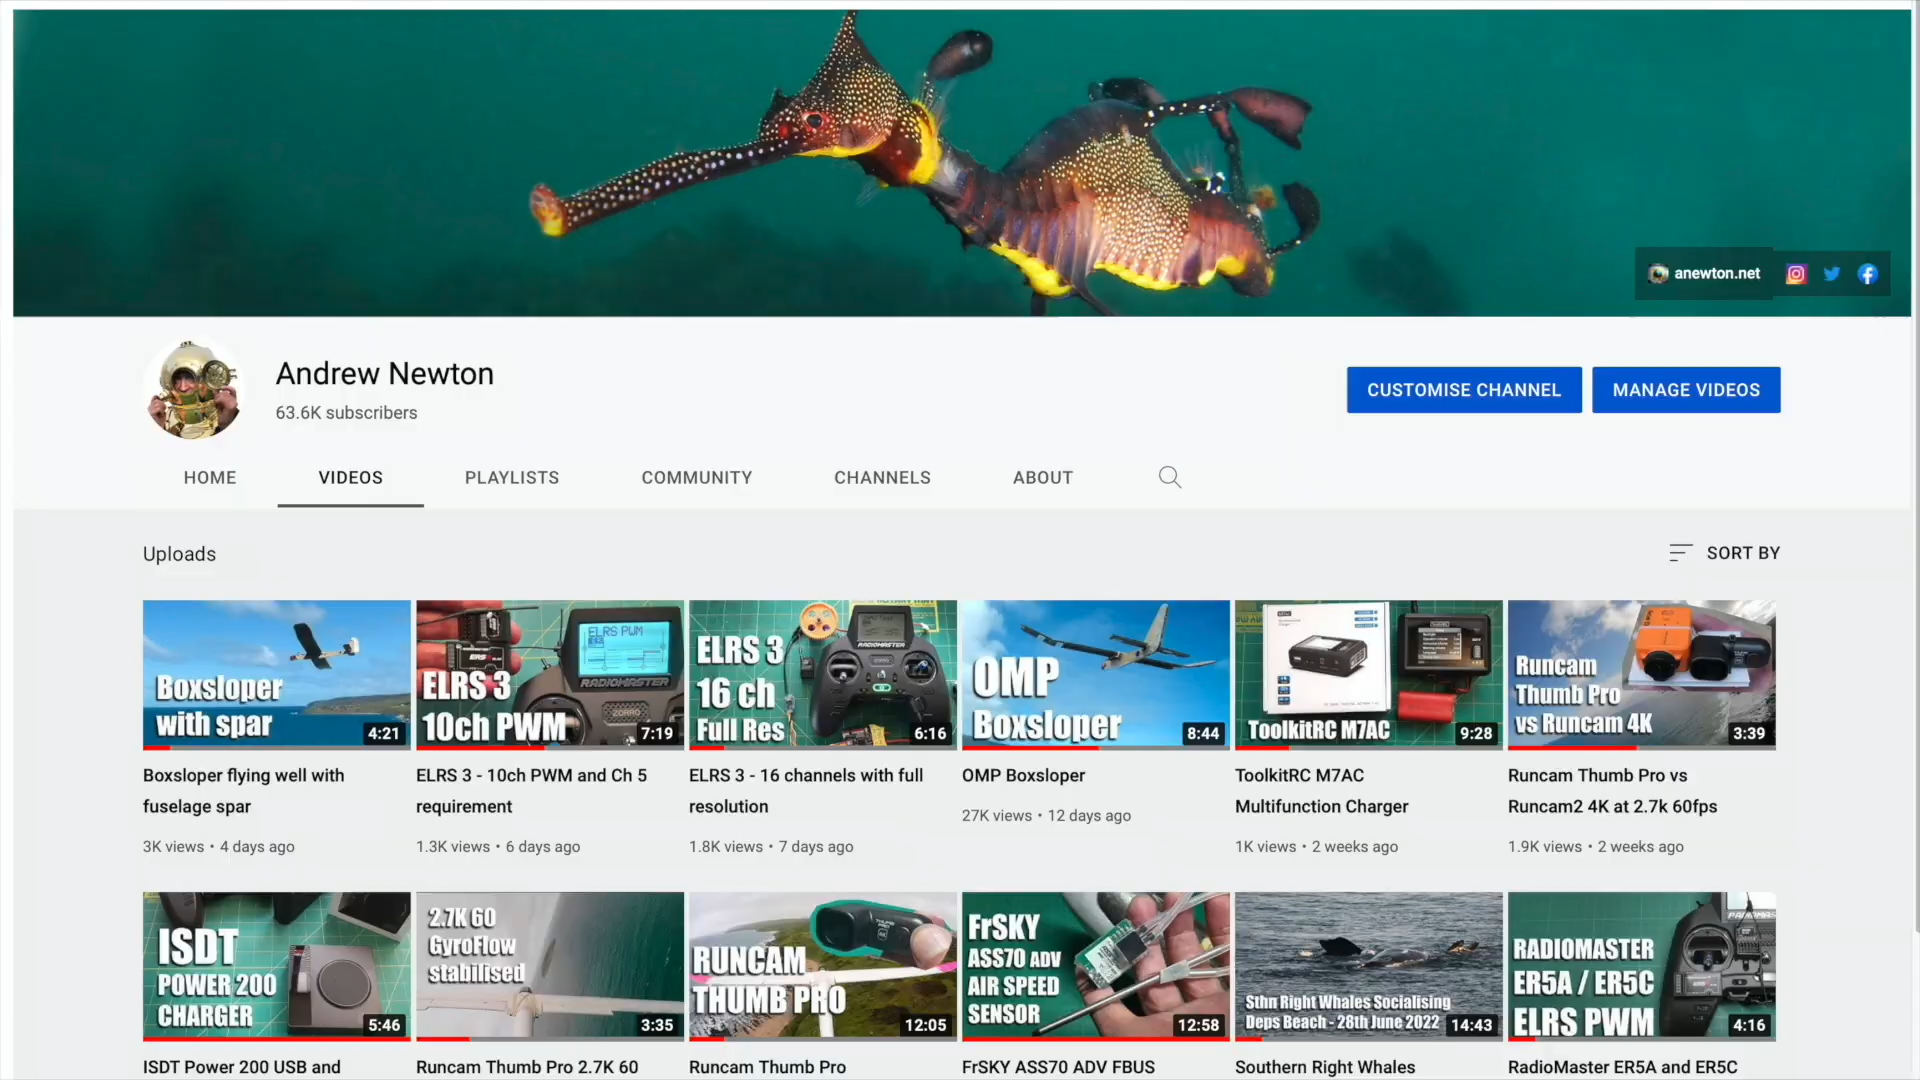 anewton.net
Andrew Newton
63.6K subscribers
CUSTOMISE CHANNEL
MANAGE VIDEOS
HOME
VIDEOS
PLAYLISTS
COMMUNITY
CHANNELS
ABOUT
Uploads
SORT BY
Boxsloper
with spar
4:21
ELRS PWM
RADIOMASTER
ZORRO
ELRS 3
10ch PWM
7:19
RADIOMASTER
ELRS 3
16 ch
Full Res
6:16
OMP
Boxsloper
8:44
ToolkitRC M7AC
9:28
Runcam
Thumb Pro
vs Runcam 4K
3:39
Boxsloper flying well with
fuselage spar
3K views • 4 days ago
ELRS 3 - 10ch PWM and Ch 5
requirement
1.3K views • 6 days ago
ELRS 3 - 16 channels with full
resolution
1.8K views • 7 days ago
OMP Boxsloper
27K views • 12 days ago
ToolkitRC M7AC
Multifunction Charger
1K views • 2 weeks ago
Runcam Thumb Pro vs
Runcam2 4K at 2.7k 60fps
1.9K views • 2 weeks ago
ISDT
POWER 200
CHARGER
5:46
2.7K 60
GyroFlow
stabilised
3:35
RUNCAM
THUMB PRO
12:05
FrSKY
ASS70 ADV
AIR SPEED
SENSOR
12:58
Sthn Right Whales Socialising
Deps Beach - 28th June 2022
14:43
RADIOMASTER
ER5A / ER5C
ELRS PWM
4:16
ISDT Power 200 USB and
Runcam Thumb Pro 2.7K 60
Runcam Thumb Pro
FrSKY ASS70 ADV FBUS
Southern Right Whales
RadioMaster ER5A and ER5C